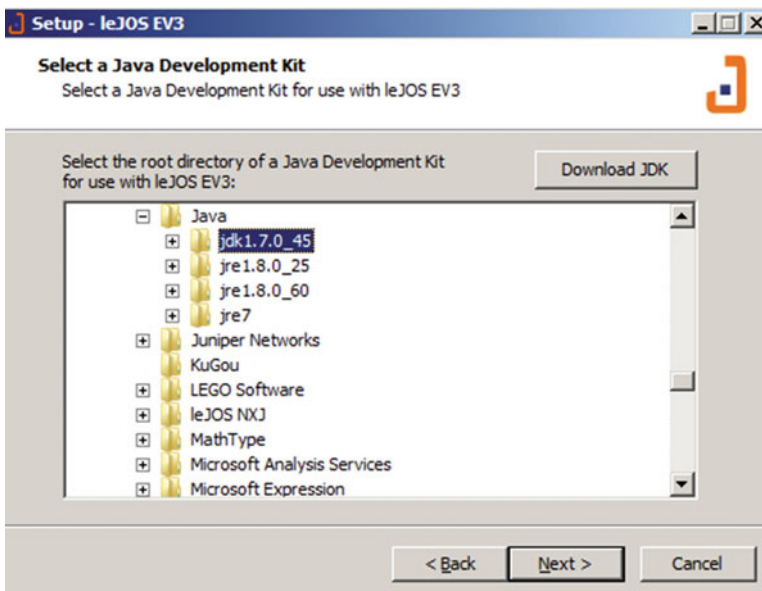 Setup - leJOS EV3
Select a Java Development Kit
Select a Java Development Kit for use with leJOS EV3
Select the root directory of a Java Development Kit
for use with leJOS EV3:
Download JDK
Java
jdk1.7.0_45
jre1.8.0_25
jre1.8.0_60
jre7
Juniper Networks
KuGou
LEGO Software
leJOS NXJ
MathType
Microsoft Analysis Services
Microsoft Expression
< Back
Next >
Cancel